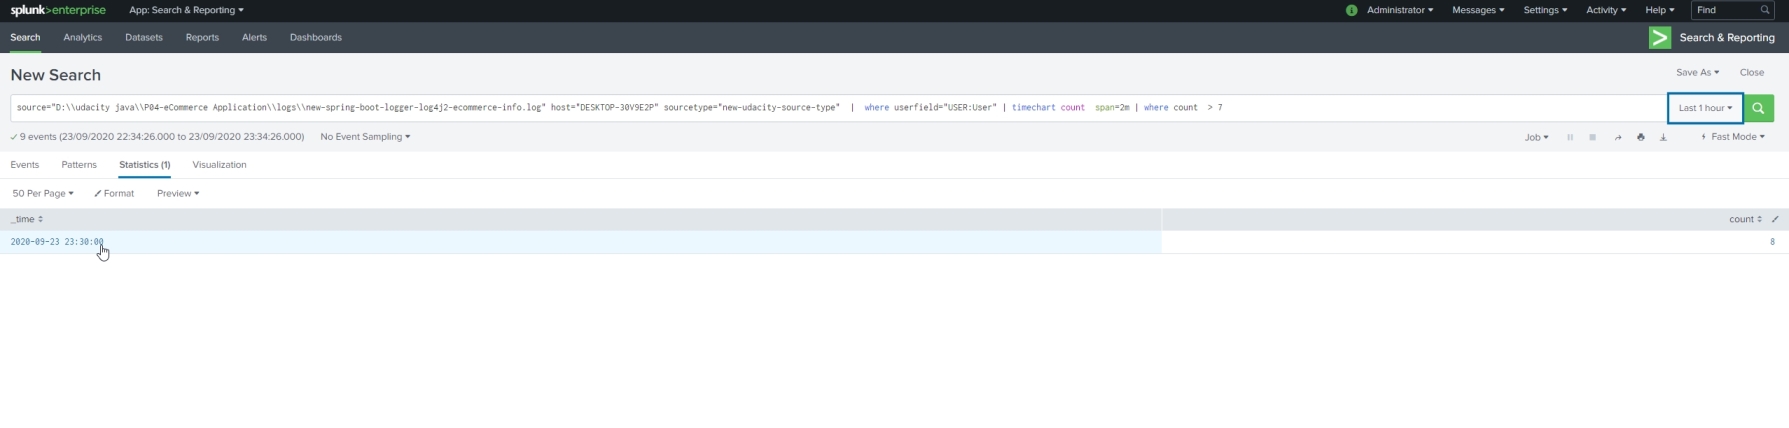 splunk>enterprise App: Search & Reporting Administrator Messages Settings Activity Help Find
Search Analytics Datasets Reports Alerts Dashboards Search & Reporting
New Search Save As Close
source="D:\\udacity java\\P04-eCommerce Application\\logs\\new-spring-boot-logger-log4j2-ecommerce-info.log" host="DESKTOP-30V9E2P" sourcetype="new-udacity-source-type" | where userfield="USER:User" | timechart count span=2m | where count > 7 Last 1 hour
9 events (23/09/2020 22:34:26.000 to 23/09/2020 23:34:26.000) No Event Sampling Job Fast Mode
Events Patterns Statistics (1) Visualization
50 Per Page Format Preview
_time count
2020-09-23 23:30:00 8